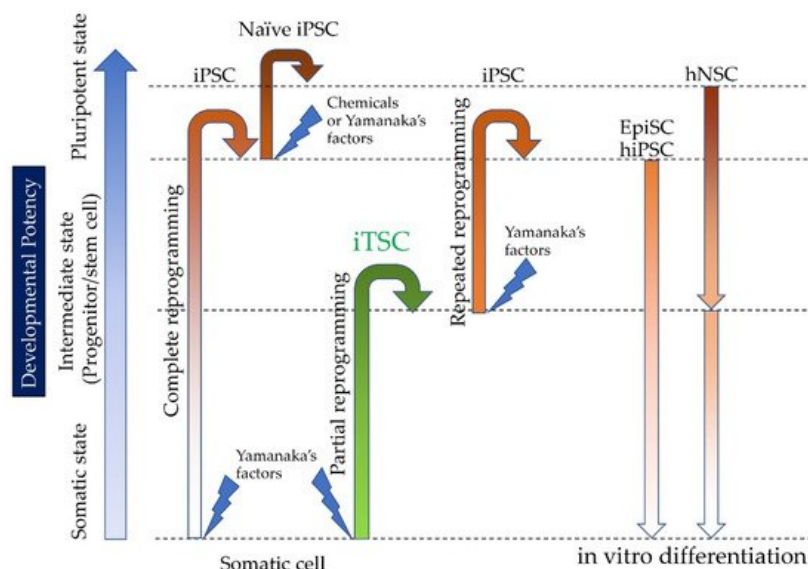 Developmental Potency
Pluripotent state
Intermediate state
(Progenitor/stem cell)
Somatic state
Naïve iPSC
iPSC
Chemicals
or Yamanaka's
factors
Complete reprogramming
Yamanaka's
factors
Somatic cell
iTSC
Partial reprogramming
iPSC
Repeated reprogramming
Yamanaka's
factors
EpiSC
hiPSC
hNSC
in vitro differentiation